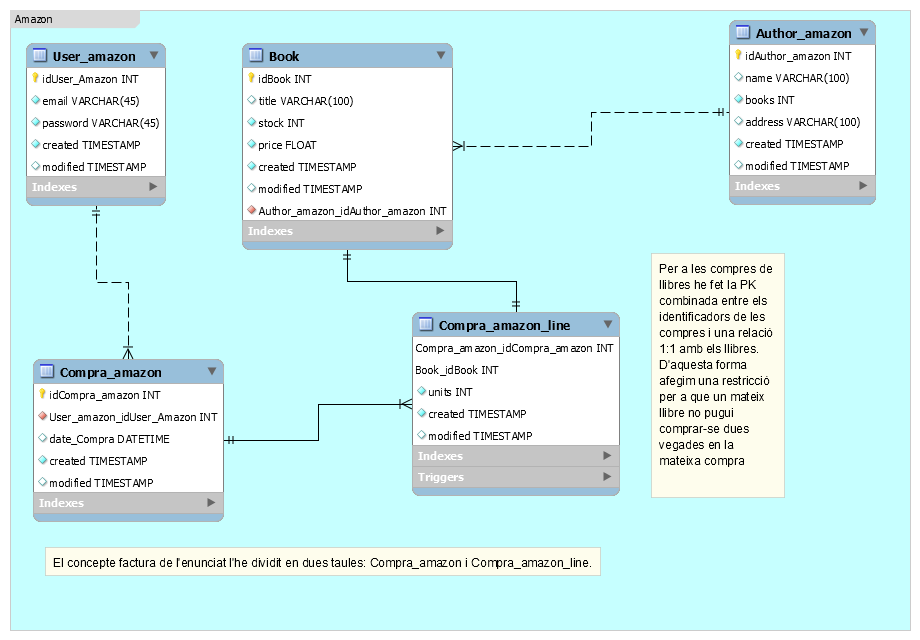 Amazon
User_amazon
idUser_Amazon INT
email VARCHAR(45)
password VARCHAR(45)
created TIMESTAMP
modified TIMESTAMP
Indexes
Book
idBook INT
title VARCHAR(100)
stock INT
price FLOAT
created TIMESTAMP
modified TIMESTAMP
Author_amazon_idAuthor_amazon INT
Indexes
Author_amazon
idAuthor_amazon INT
name VARCHAR(100)
books INT
address VARCHAR(100)
created TIMESTAMP
modified TIMESTAMP
Indexes
Compra_amazon
idCompra_amazon INT
User_amazon_idUser_Amazon INT
date_Compra DATETIME
created TIMESTAMP
modified TIMESTAMP
Indexes
Compra_amazon_line
Compra_amazon_idCompra_amazon INT
Book_idBook INT
units INT
created TIMESTAMP
modified TIMESTAMP
Indexes
Triggers
Per a les compres de
llibres he fet la PK
combinada entre els
identificadors de les
compres i una relació
1:1 amb els llibres.
D'aquesta forma
afegim una restricció
per a que un mateix
llibre no pugui
comprar-se dues
vegades en la
mateixa compra
El concepte factura de l'enunciat l'he dividit en dues taules: Compra_amazon i Compra_amazon_line.